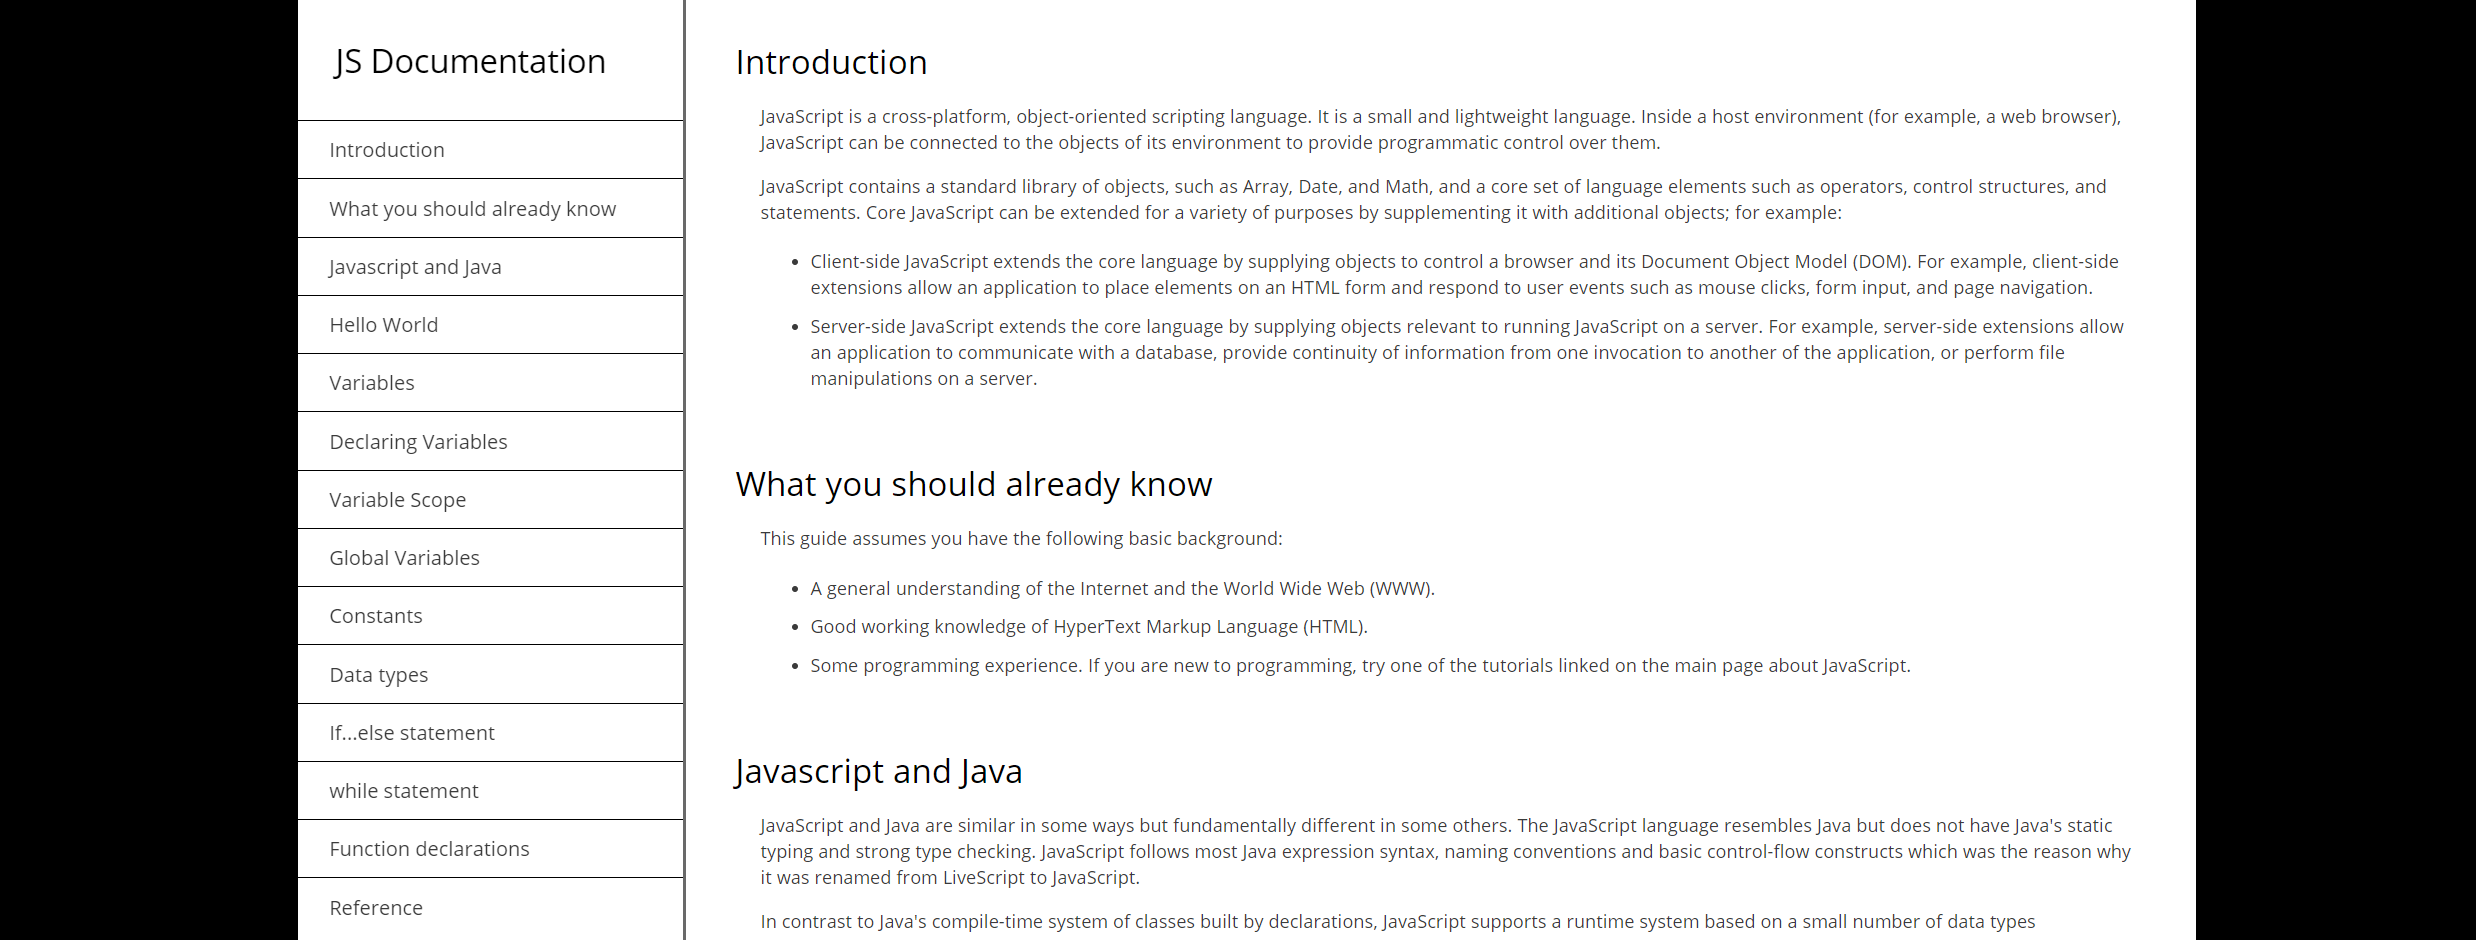 JS Documentation
Introduction
What you should already know
Javascript and Java
Hello World
Variables
Declaring Variables
Variable Scope
Global Variables
Constants
Data types
If...else statement
while statement
Function declarations
Reference
Introduction
JavaScript is a cross-platform, object-oriented scripting language. It is a small and lightweight language. Inside a host environment (for example, a web browser),
JavaScript can be connected to the objects of its environment to provide programmatic control over them.
JavaScript contains a standard library of objects, such as Array, Date, and Math, and a core set of language elements such as operators, control structures, and
statements. Core JavaScript can be extended for a variety of purposes by supplementing it with additional objects; for example:
• Client-side JavaScript extends the core language by supplying objects to control a browser and its Document Object Model (DOM). For example, client-side
extensions allow an application to place elements on an HTML form and respond to user events such as mouse clicks, form input, and page navigation.
• Server-side JavaScript extends the core language by supplying objects relevant to running JavaScript on a server. For example, server-side extensions allow
an application to communicate with a database, provide continuity of information from one invocation to another of the application, or perform file
manipulations on a server.
What you should already know
This guide assumes you have the following basic background:
• A general understanding of the Internet and the World Wide Web (WWW).
• Good working knowledge of HyperText Markup Language (HTML).
• Some programming experience. If you are new to programming, try one of the tutorials linked on the main page about JavaScript.
Javascript and Java
JavaScript and Java are similar in some ways but fundamentally different in some others. The JavaScript language resembles Java but does not have Java's static
typing and strong type checking. JavaScript follows most Java expression syntax, naming conventions and basic control-flow constructs which was the reason why
it was renamed from LiveScript to JavaScript.
In contrast to Java's compile-time system of classes built by declarations, JavaScript supports a runtime system based on a small number of data types